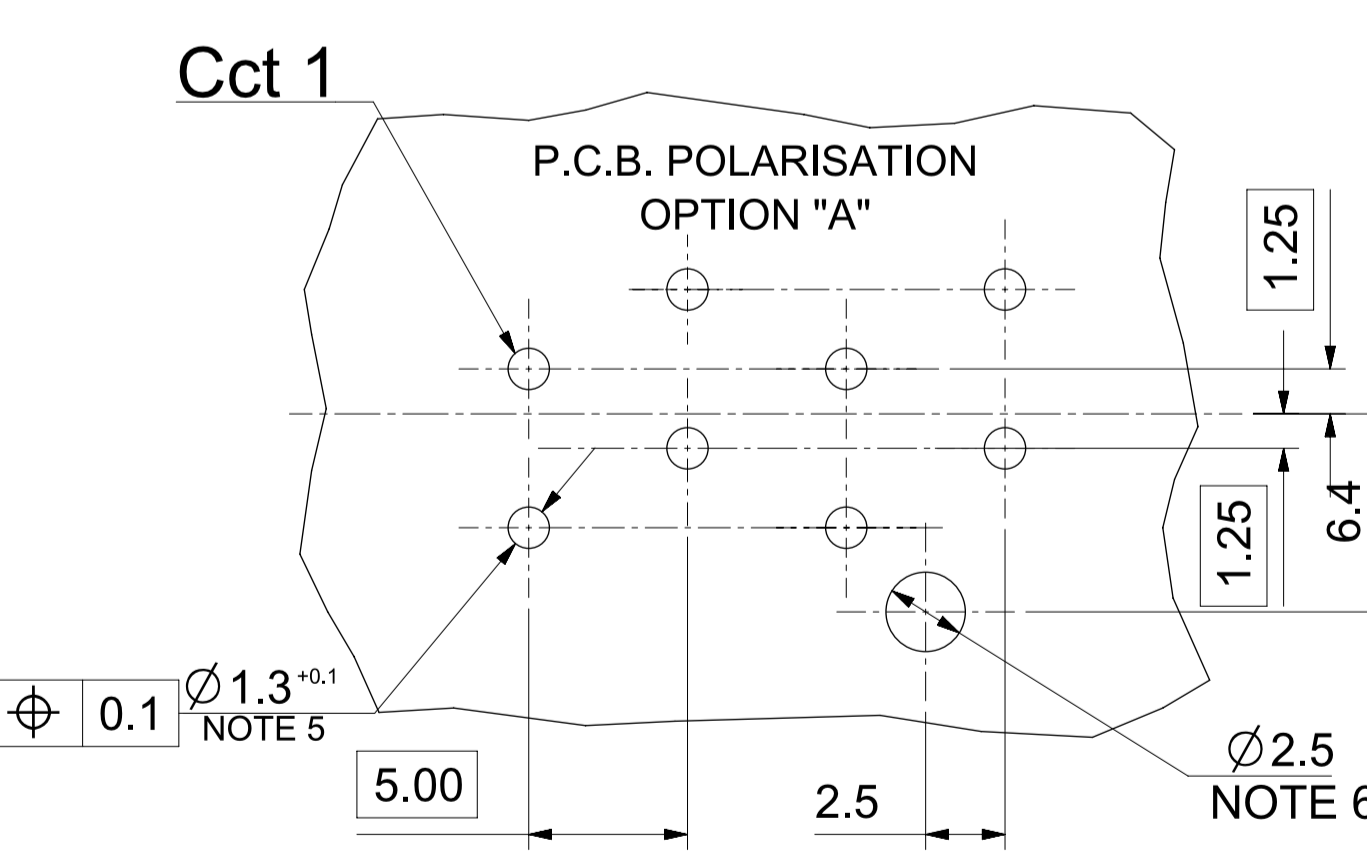 Cct 1
P.C.B. POLARISATION
OPTION "A"
1.25
1.25
6.4
⌖ 0.1 Ø1.3 +0.1
NOTE 5
5.00
2.5
Ø2.5
NOTE 6